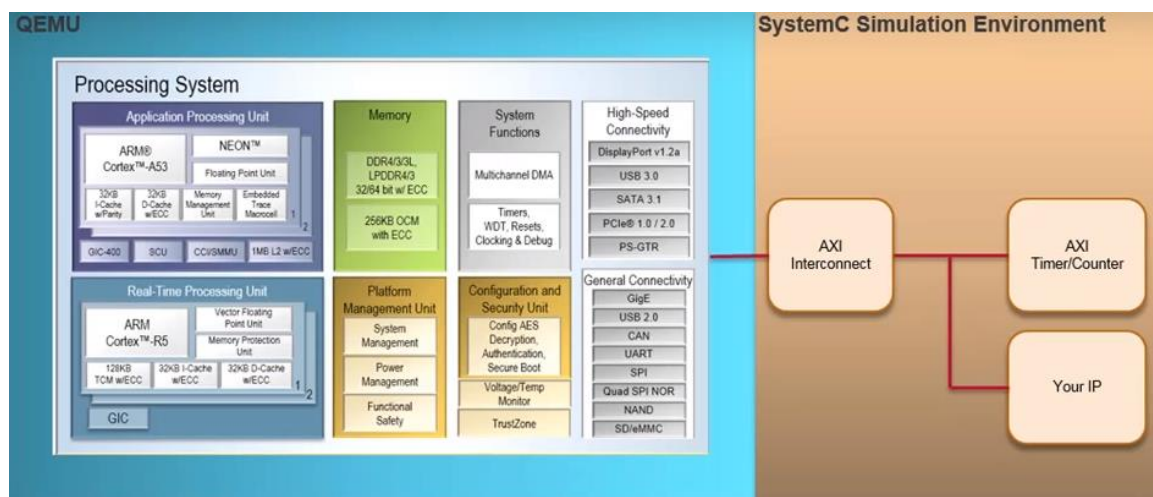 QEMU
SystemC Simulation Environment
Processing System
Application Processing Unit
ARM®
Cortex™-A53
NEON™
Floating Point Unit
32KB
I-Cache
w/Parity
32KB
D-Cache
w/ECC
Memory
Management
Unit
Embedded
Trace
Macrocell
1
2
GIC-400
SCU
CCI/SMMU
1MB L2 w/ECC
Memory
DDR4/3/3L,
LPDDR4/3
32/64 bit w/ ECC
256KB OCM
with ECC
System
Functions
Multichannel DMA
Timers,
WDT, Resets,
Clocking & Debug
High-Speed
Connectivity
DisplayPort v1.2a
USB 3.0
SATA 3.1
PCIe® 1.0 / 2.0
PS-GTR
Real-Time Processing Unit
ARM
Cortex™-R5
Vector Floating
Point Unit
Memory Protection
Unit
128KB
TCM w/ECC
32KB I-Cache
w/ECC
32KB D-Cache
w/ECC
1
2
GIC
Platform
Management Unit
System
Management
Power
Management
Functional
Safety
Configuration and
Security Unit
Config AES
Decryption,
Authentication,
Secure Boot
Voltage/Temp
Monitor
TrustZone
General Connectivity
GigE
USB 2.0
CAN
UART
SPI
Quad SPI NOR
NAND
SD/eMMC
AXI
Interconnect
AXI
Timer/Counter
Your IP